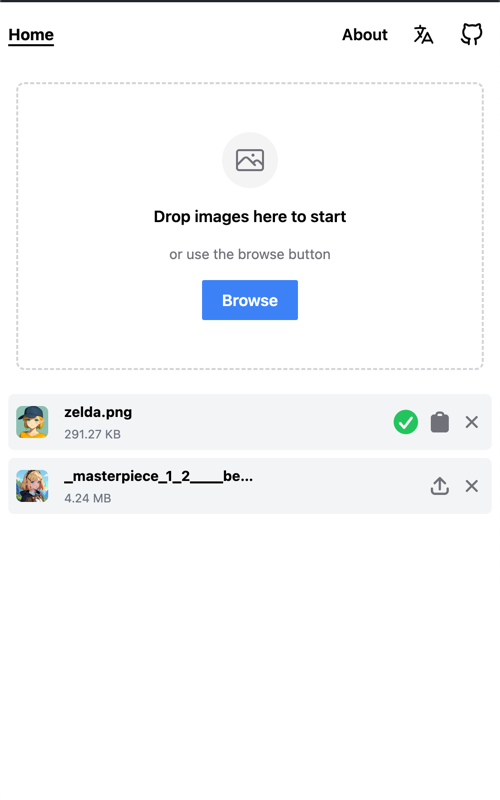 Home
About
Drop images here to start
or use the browse button
Browse
zelda.png
291.27 KB
_masterpiece_1_2____be...
4.24 MB